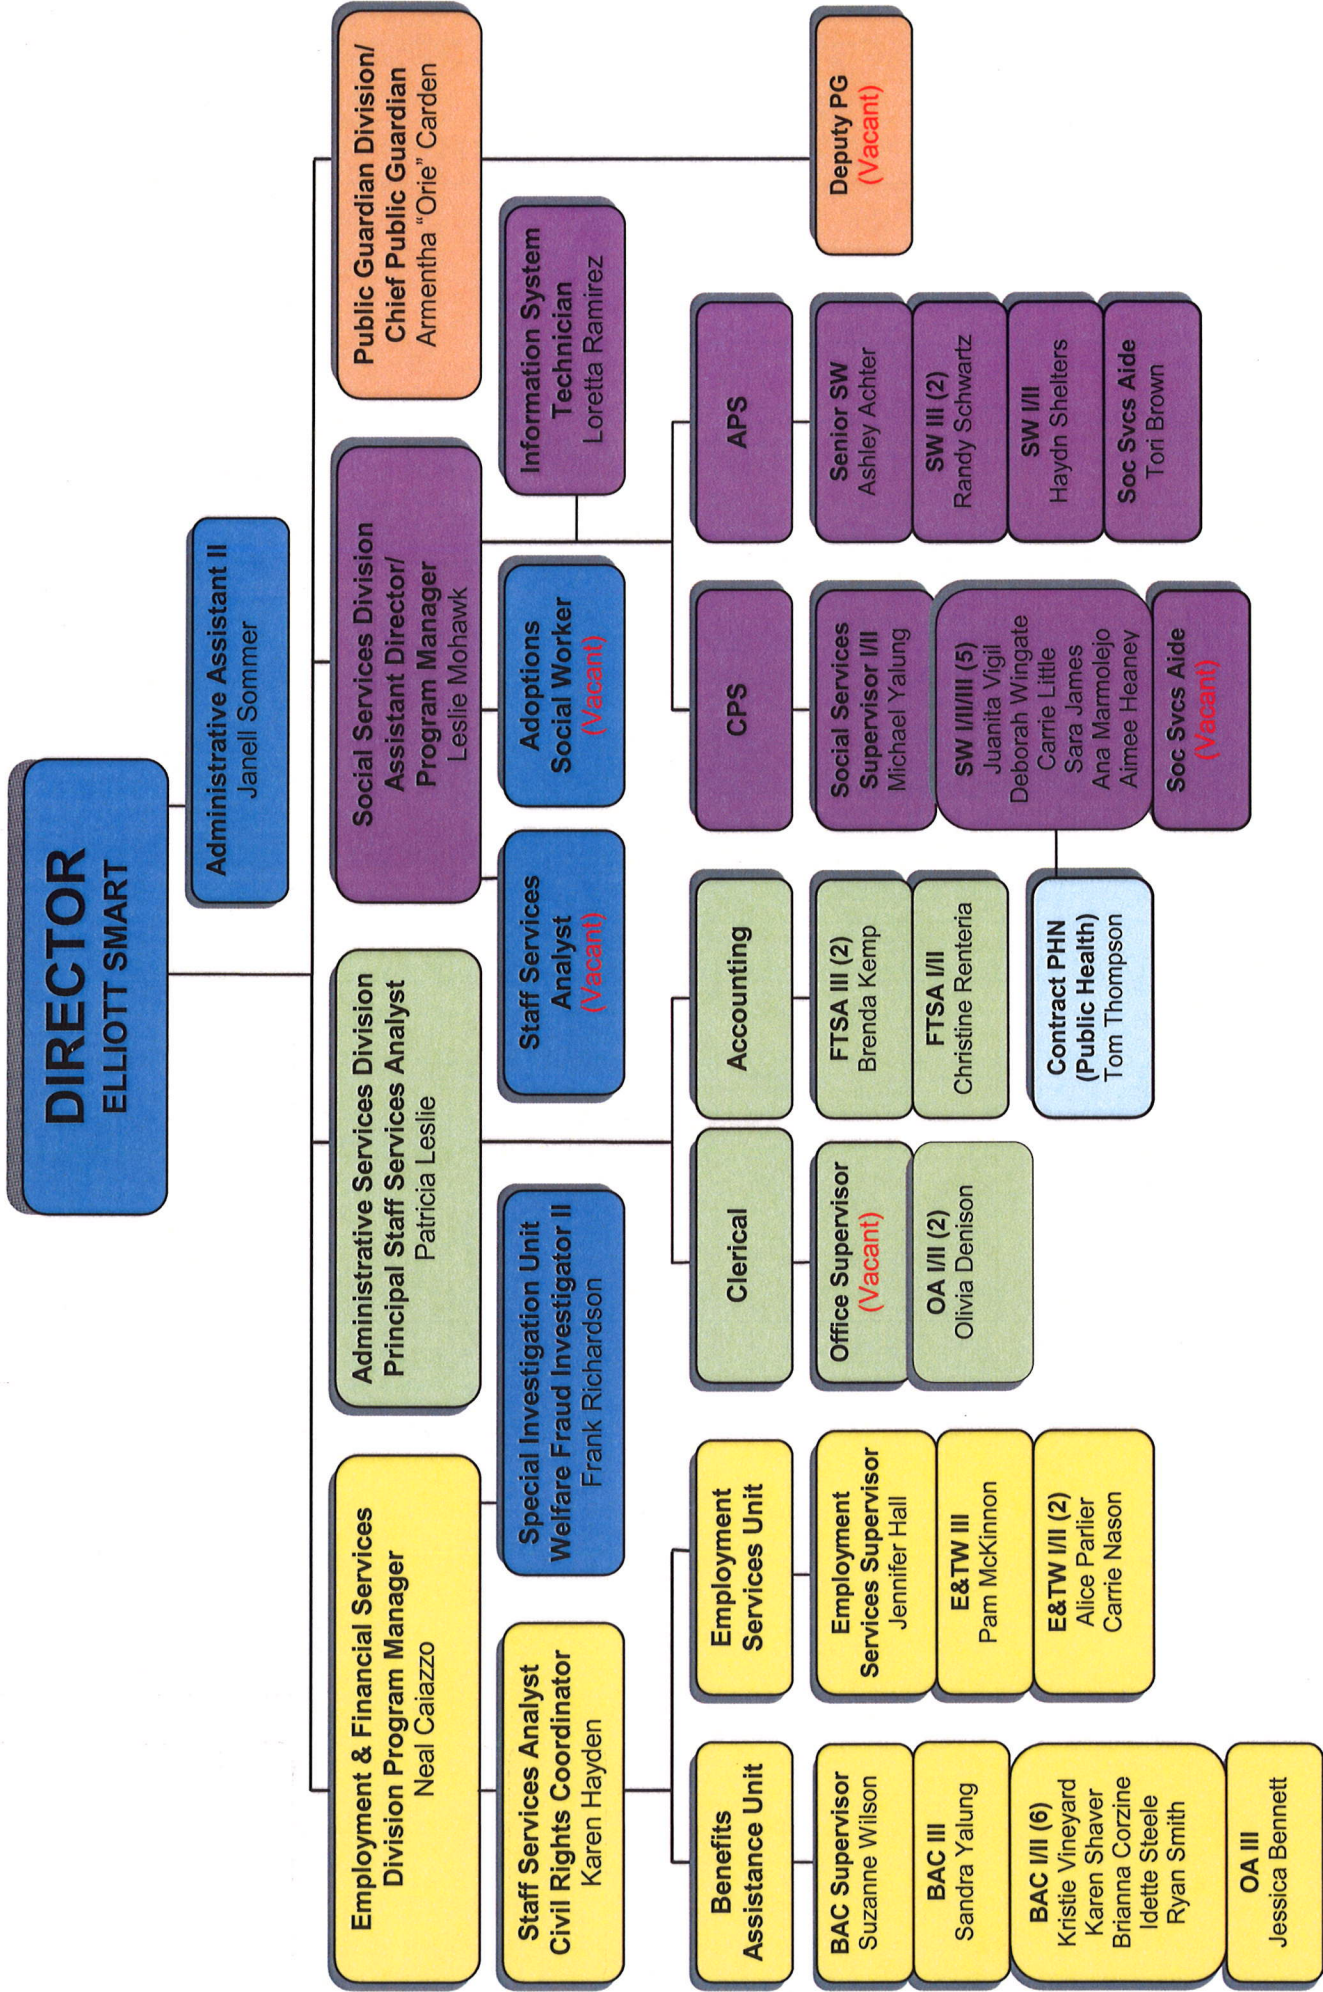 DIRECTOR
ELLIOTT SMART
Administrative Assistant II
Janell Sommer
Employment & Financial Services
Division Program Manager
Neal Caiazzo
Administrative Services Division
Principal Staff Services Analyst
Patricia Leslie
Social Services Division
Assistant Director/
Program Manager
Leslie Mohawk
Public Guardian Division/
Chief Public Guardian
Armentha “Orie” Carden
Staff Services Analyst
Civil Rights Coordinator
Karen Hayden
Special Investigation Unit
Welfare Fraud Investigator II
Frank Richardson
Staff Services
Analyst
(Vacant)
Adoptions
Social Worker
(Vacant)
Information System
Technician
Loretta Ramirez
Benefits
Assistance Unit
BAC Supervisor
Suzanne Wilson
BAC III
Sandra Yalung
BAC I/II (6)
Kristie Vineyard
Karen Shaver
Brianna Corzine
Idette Steele
Ryan Smith
OA III
Jessica Bennett
Employment
Services Unit
Employment
Services Supervisor
Jennifer Hall
E&TW III
Pam McKinnon
E&TW I/II (2)
Alice Parlier
Carrie Nason
Clerical
Office Supervisor
(Vacant)
OA I/II (2)
Olivia Denison
Accounting
FTSA III (2)
Brenda Kemp
FTSA I/II
Christine Renteria
Contract PHN
(Public Health)
Tom Thompson
CPS
Social Services
Supervisor I/II
Michael Yalung
SW I/II/III (5)
Juanita Vigil
Deborah Wingate
Carrie Little
Sara James
Ana Marmolejo
Aimee Heaney
Soc Svcs Aide
(Vacant)
APS
Senior SW
Ashley Achter
SW III (2)
Randy Schwartz
SW I/II
Haydn Shelters
Soc Svcs Aide
Tori Brown
Deputy PG
(Vacant)